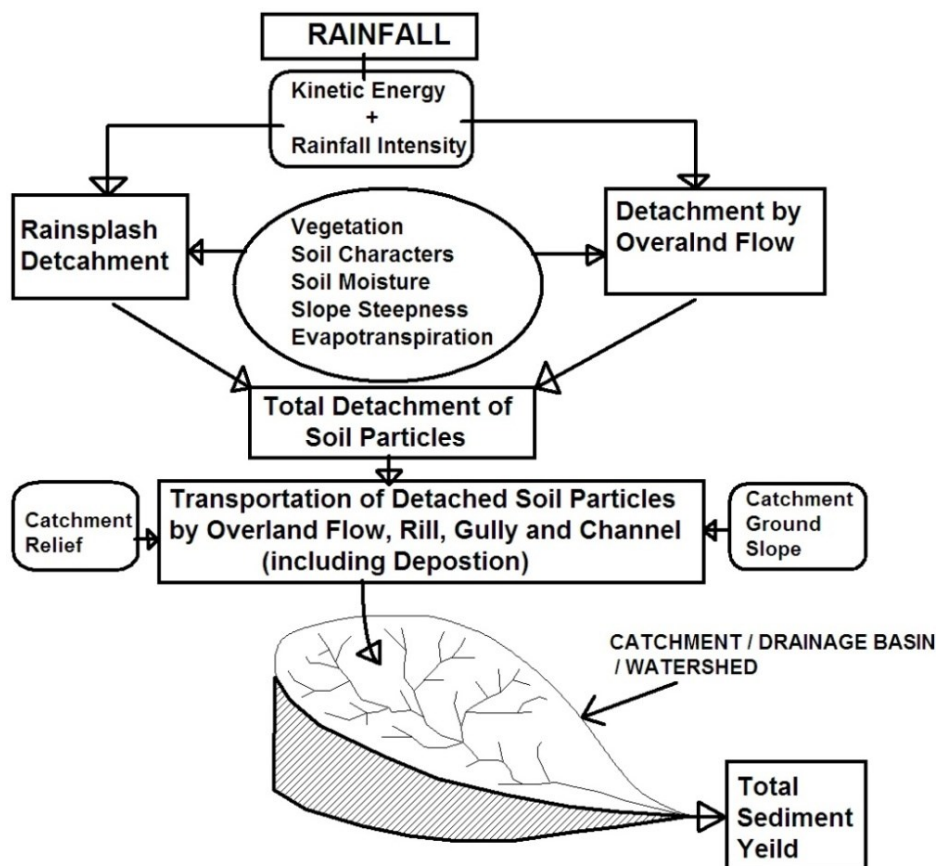 RAINFALL
Kinetic Energy
+
Rainfall Intensity
Rainsplash
Detcahment
Vegetation
Soil Characters
Soil Moisture
Slope Steepness
Evapotranspiration
Detachment by
Overalnd Flow
Total Detachment of
Soil Particles
Catchment
Relief
Transportation of Detached Soil Particles
by Overland Flow, Rill, Gully and Channel
(including Depostion)
Catchment
Ground
Slope
CATCHMENT / DRAINAGE BASIN
/ WATERSHED
Total
Sediment
Yeild